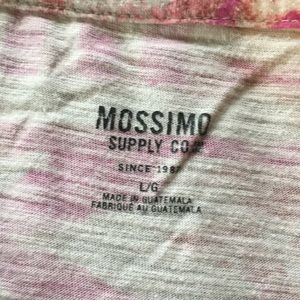 MOSSIMO
SUPPLY CO.
SINCE
L/G
MADE IN GUATEMALA
FABRIQUÉ AU GUATEMALA